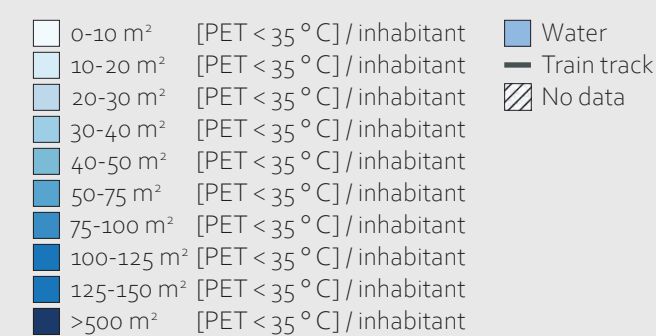 0-10 m² [PET < 35 °C] / inhabitant
10-20 m² [PET < 35 °C] / inhabitant
20-30 m² [PET < 35 °C] / inhabitant
30-40 m² [PET < 35 °C] / inhabitant
40-50 m² [PET < 35 °C] / inhabitant
50-75 m² [PET < 35 °C] / inhabitant
75-100 m² [PET < 35 °C] / inhabitant
100-125 m² [PET < 35 °C] / inhabitant
125-150 m² [PET < 35 °C] / inhabitant
>500 m² [PET < 35 °C] / inhabitant
Water
Train track
No data